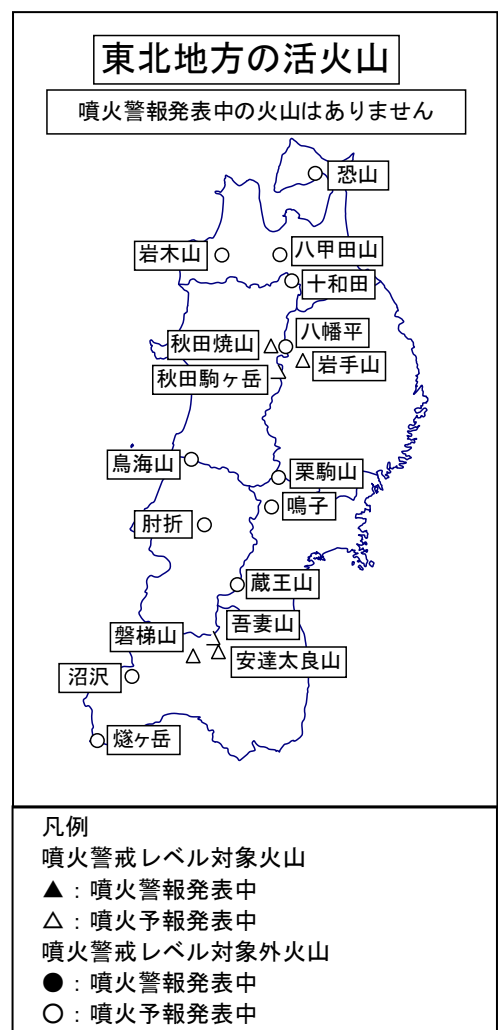 東北地方の活火山
噴火警報発表中の火山はありません
恐山
岩木山
八甲田山
十和田
八幡平
秋田焼山
岩手山
秋田駒ヶ岳
鳥海山
栗駒山
鳴子
肘折
蔵王山
吾妻山
磐梯山
安達太良山
沼沢
燧ヶ岳
凡例
噴火警戒レベル対象火山
▲：噴火警報発表中
△：噴火予報発表中
噴火警戒レベル対象外火山
●：噴火警報発表中
○：噴火予報発表中